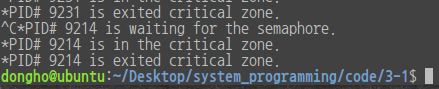 *PID# 9231 is exited critical zone.
^C*PID# 9214 is waiting for the semaphore.
*PID# 9214 is in the critical zone.
*PID# 9214 is exited critical zone.
dongho@ubuntu:~/Desktop/system_programming/code/3-1$